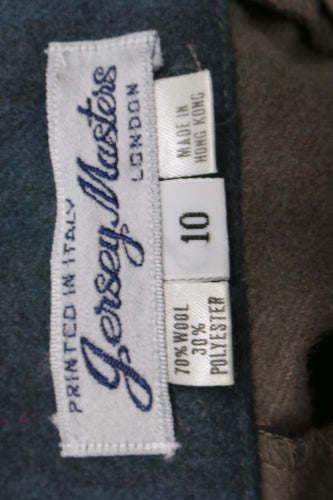 PRINTED IN ITALY
Jersey Masters
LONDON
70% WOOL
30%
POLYESTER
10
MADE IN
HONG KONG